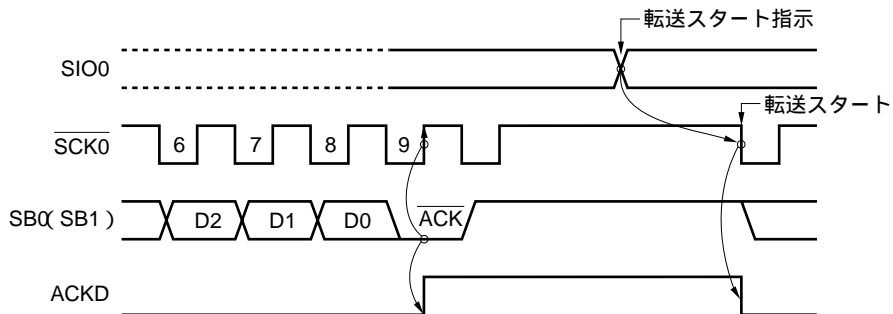 転送スタート指示
SIO0
転送スタート
SCK0 6 7 8 9
SB0(SB1) D2 D1 D0 ACK
ACKD